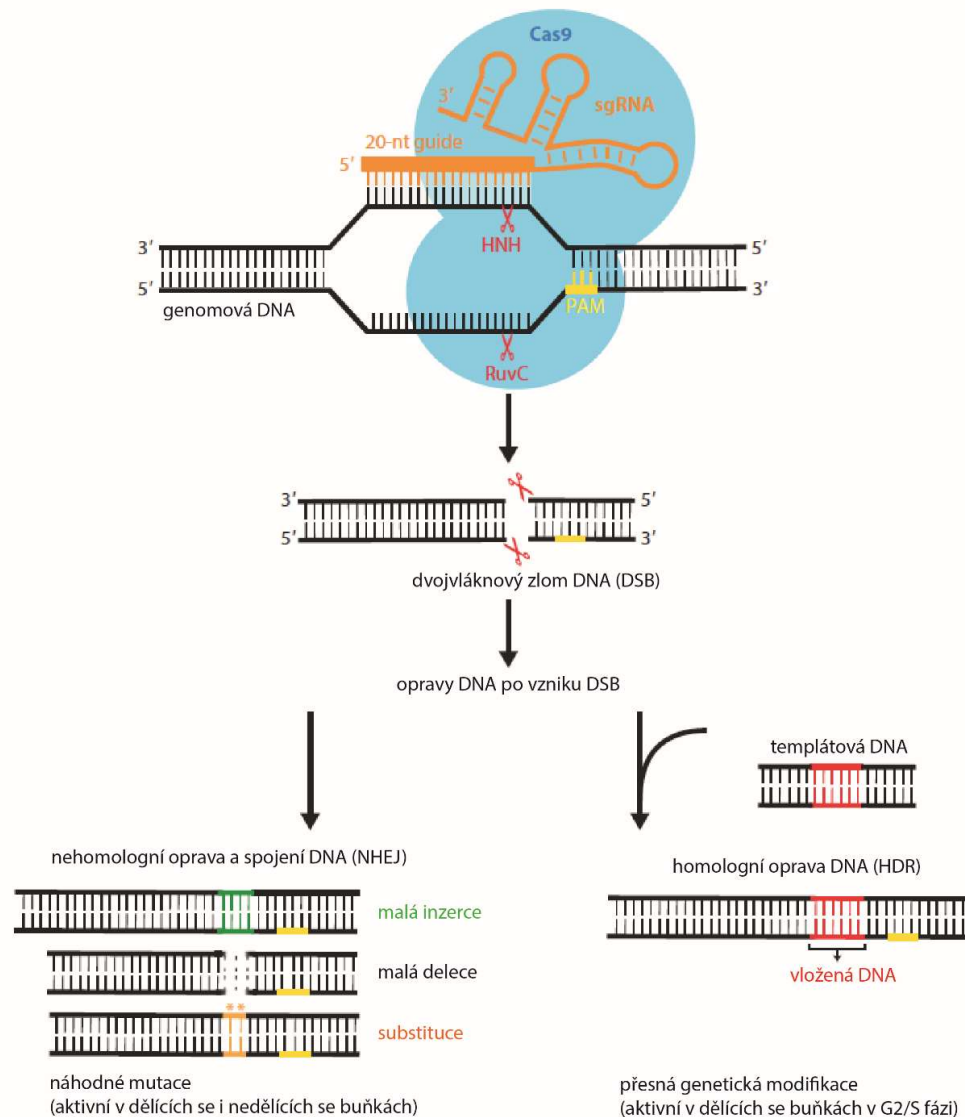 Cas9
3′
sgRNA
20-nt guide
5′
HNH
3′
5′
5′
3′
genomová DNA
PAM
RuvC
3′
5′
5′
3′
dvojvláknový zlom DNA (DSB)
opravy DNA po vzniku DSB
templátová DNA
nehomologní oprava a spojení DNA (NHEJ)
homologní oprava DNA (HDR)
malá inzerce
malá delece
vložená DNA
**
substituce
náhodné mutace
(aktivní v dělících se i nedělících se buňkách)
přesná genetická modifikace
(aktivní v dělících se buňkách v G2/S fázi)